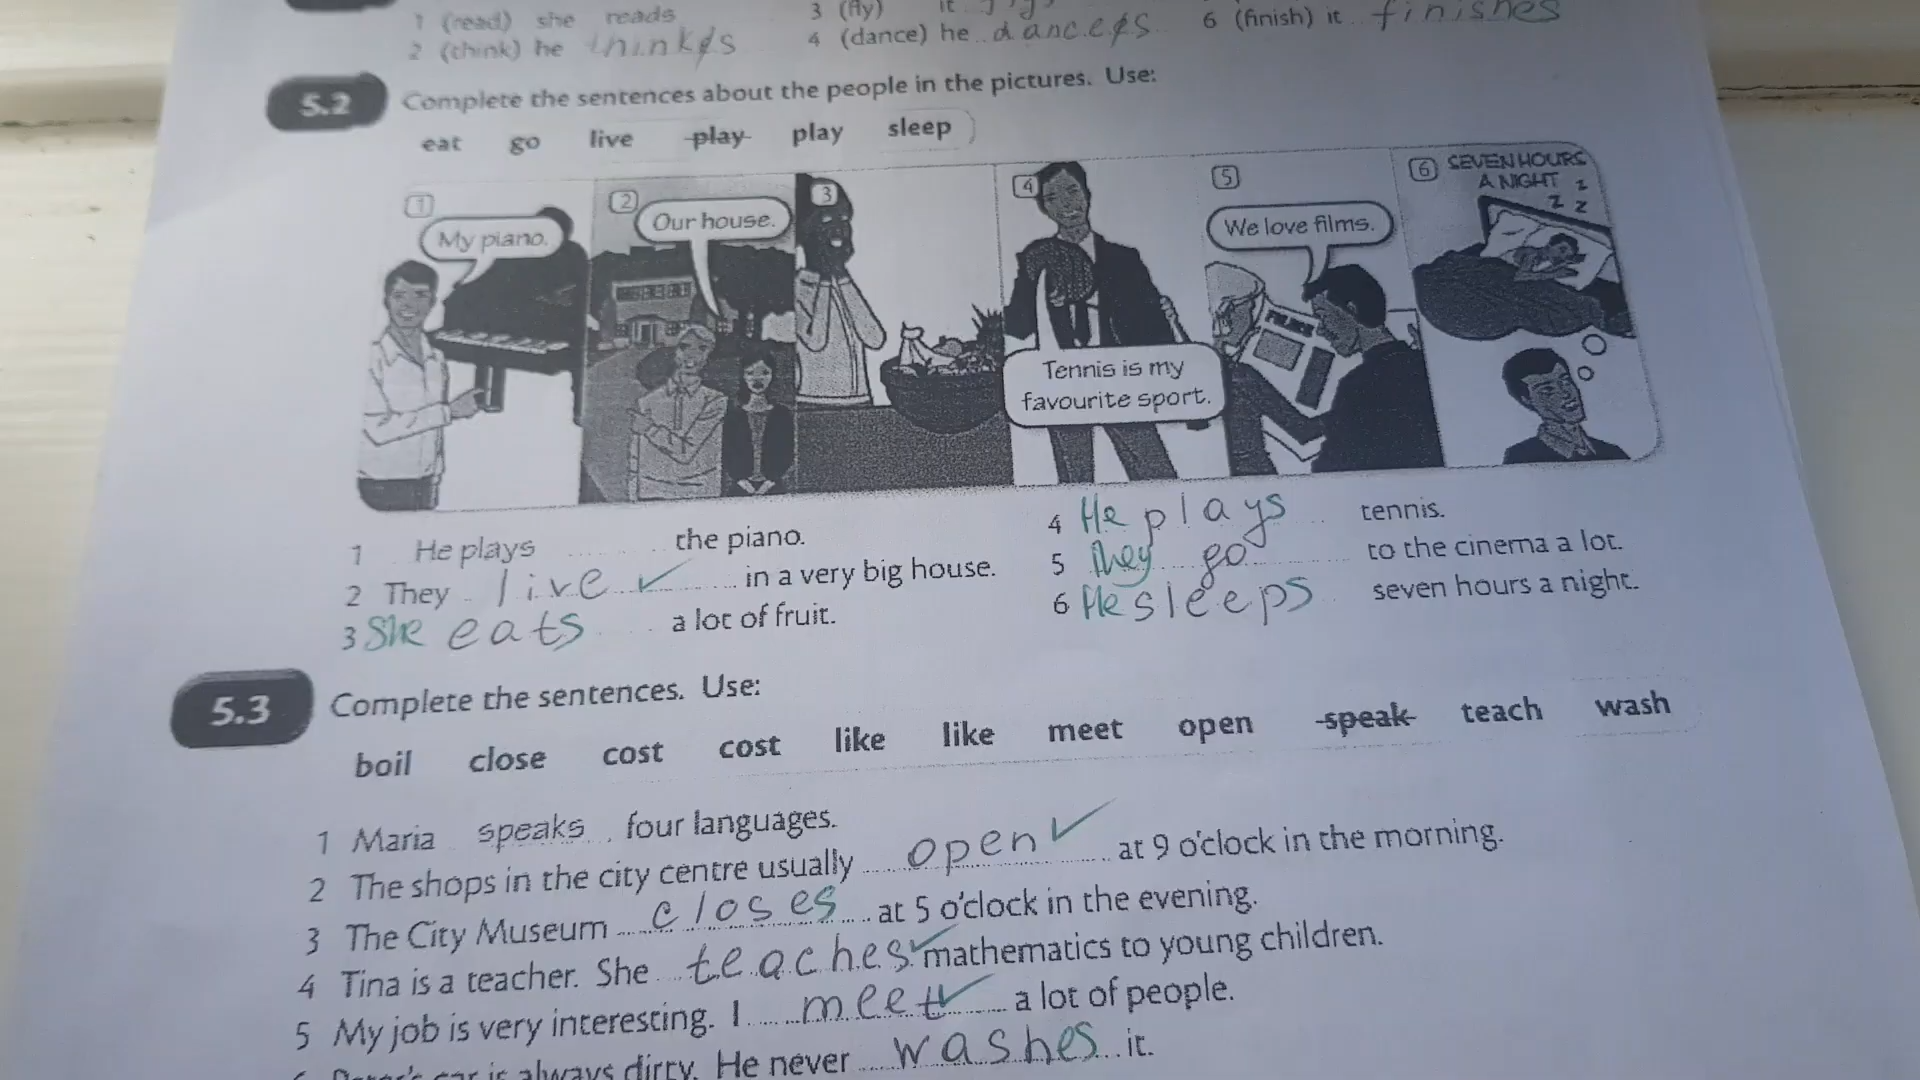 1 (read) she reads
2 (think) he thinkes
3 (fly) it
4 (dance) he dancees
6 (finish) it finishes
5.2 Complete the sentences about the people in the pictures. Use:
eat go live play play sleep
1 My piano.
2 Our house.
3
4 Tennis is my
favourite sport.
5 We love films.
6 SEVEN HOURS
A NIGHT z
z z
1 He plays the piano.
2 They live ✓ in a very big house.
3 She eats a lot of fruit.
4 He plays tennis.
5 They go to the cinema a lot.
6 He sleeps seven hours a night.
5.3 Complete the sentences. Use:
boil close cost cost like like meet open speak teach wash
1 Maria speaks four languages.
2 The shops in the city centre usually open ✓ at 9 o'clock in the morning.
3 The City Museum closes at 5 o'clock in the evening.
4 Tina is a teacher. She teaches ✓ mathematics to young children.
5 My job is very interesting. I meet ✓ a lot of people.
car is always dirty. He never washes it.